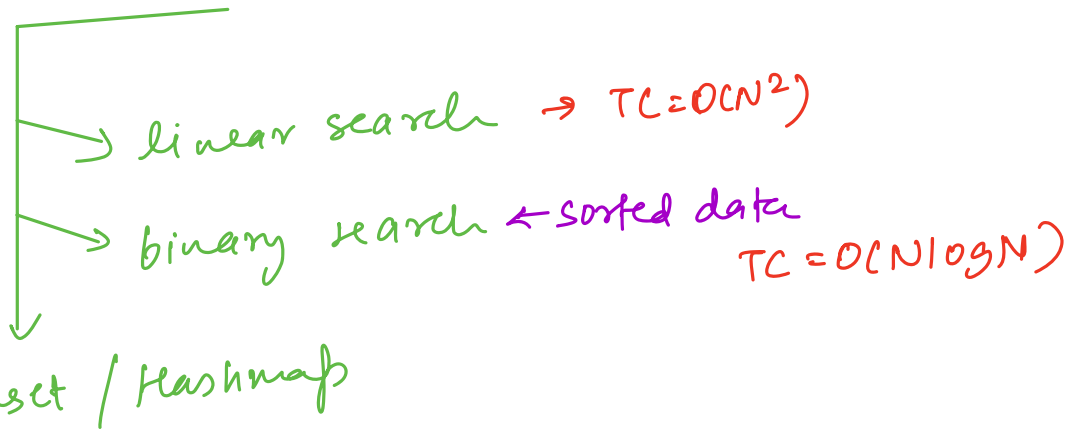 linear search → TC=O(N²)
binary search ← sorted data
TC=O(NlogN)
set / Hashmap